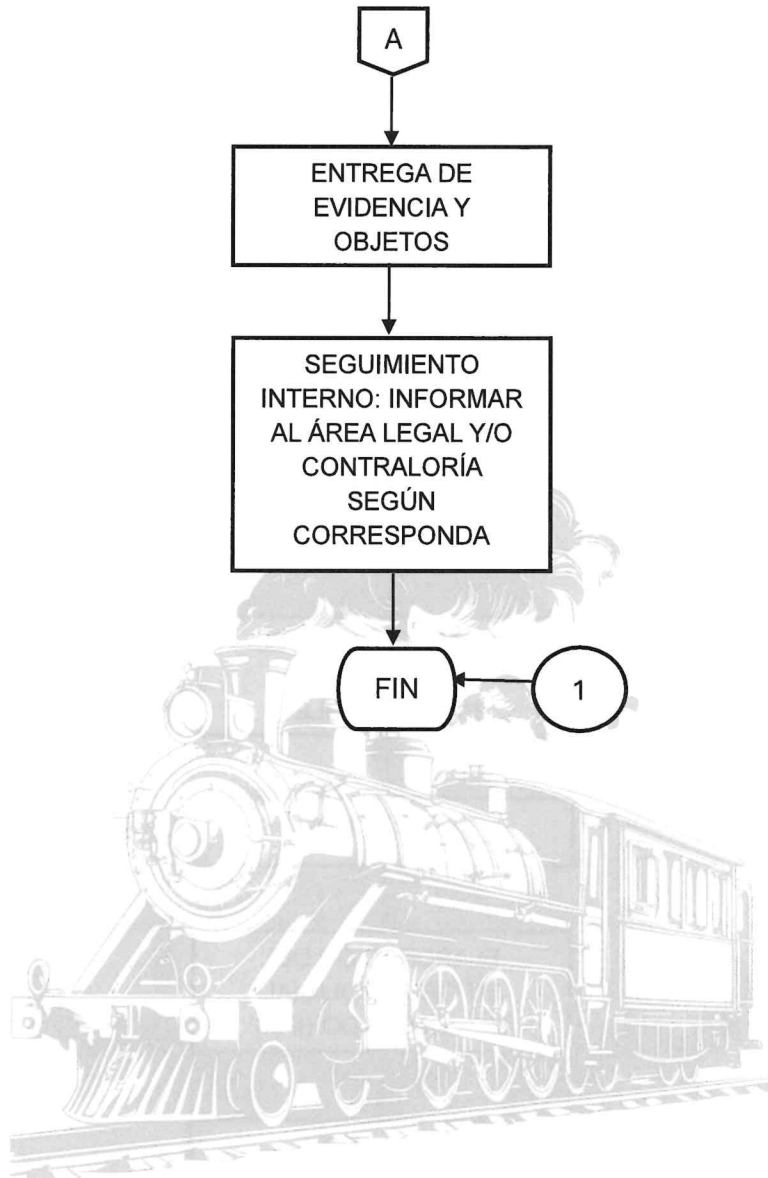 A
ENTREGA DE
EVIDENCIA Y
OBJETOS
SEGUIMIENTO
INTERNO: INFORMAR
AL ÁREA LEGAL Y/O
CONTRALORÍA
SEGÚN
CORRESPONDA
FIN
1